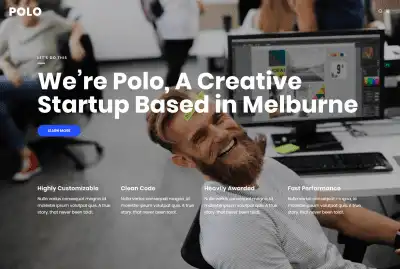 POLO
LET'S DO THIS
We're Polo, A Creative
Startup Based in Melburne
LEARN MORE
Highly Customizable
Clean Code
Heavily Awarded
Fast Performance
Nulla varius consequat magna, id
molestie ipsum volutpat quis. A true
story, that never been told!.
Nulla varius consequat magna, id
molestie ipsum volutpat quis. A true
story, that never been told!.
Nulla varius consequat magna, id
molestie ipsum volutpat quis. A true
story, that never been told!.
Nulla varius consequat magna, id
molestie ipsum volutpat quis. A true
story, that never been told!.